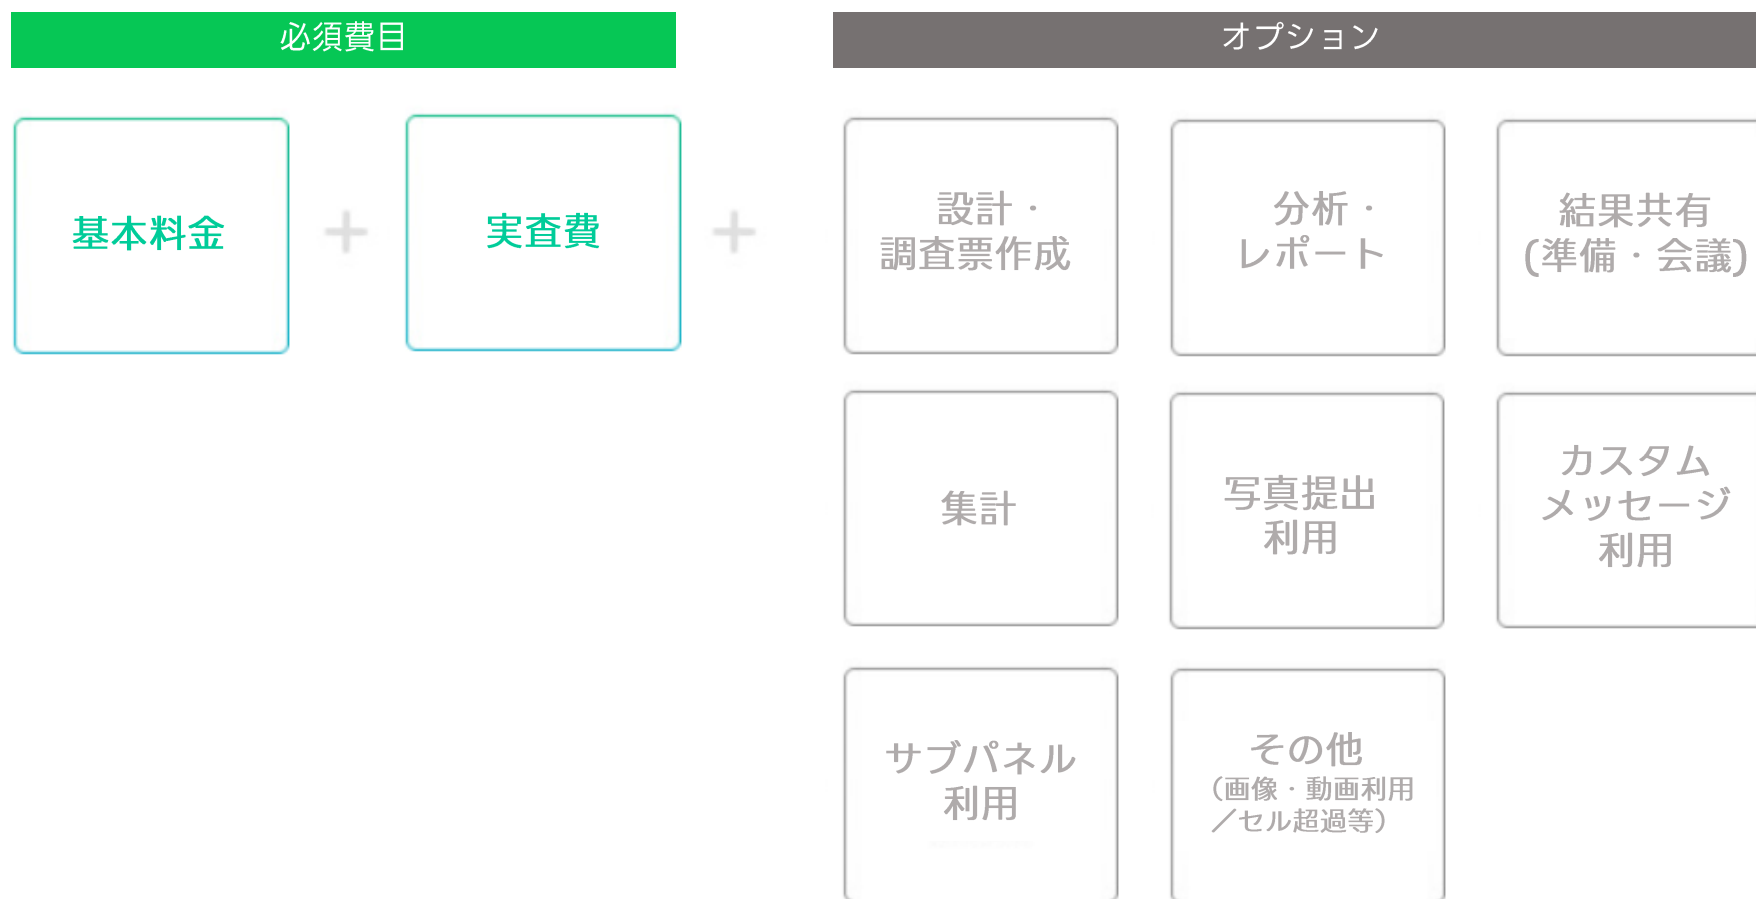 必須費目
オプション
基本料金
+
実査費
+
設計・
調査票作成
分析・
レポート
結果共有
(準備・会議)
集計
写真提出
利用
カスタム
メッセージ
利用
サブパネル
利用
その他
（画像・動画利用
／セル超過等）